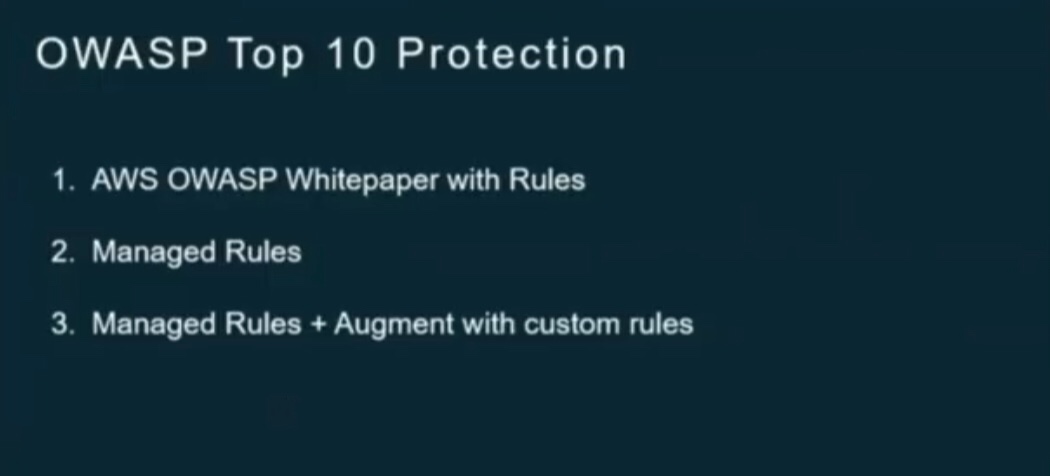 OWASP Top 10 Protection
1. AWS OWASP Whitepaper with Rules
2. Managed Rules
3. Managed Rules + Augment with custom rules